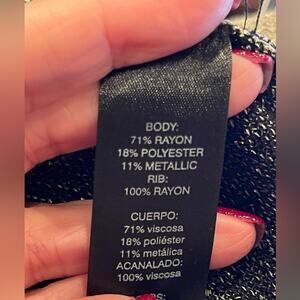 BODY:
71% RAYON
18% POLYESTER
11% METALLIC
RIB:
100% RAYON
CUERPO:
71% viscosa
18% poliéster
11% metálica
ACANALADO:
100% viscosa